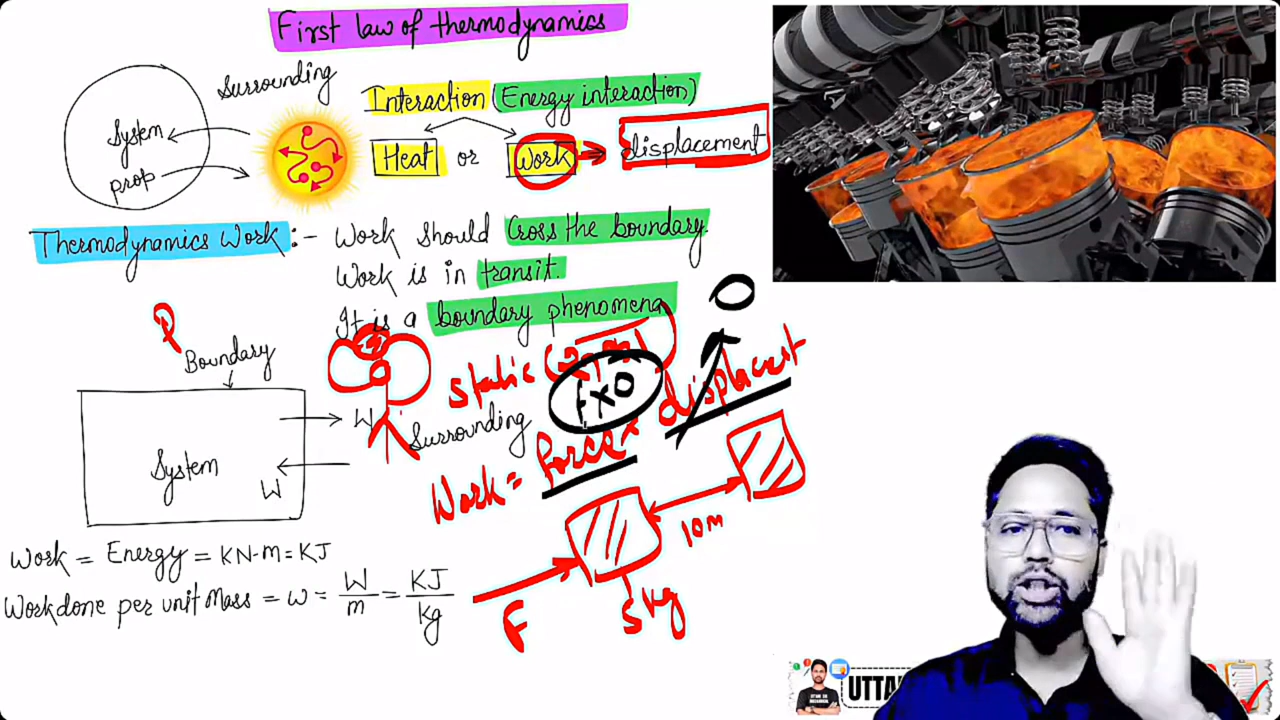 First law of thermodynamics
Surrounding
System
prop
Interaction (Energy interaction)
Heat or Work → displacement
Thermodynamics Work :- Work should Cross the boundary.
Work is in transit.
It is a boundary phenomena
P
Boundary
static
F×0
0
W
Surrounding
System
W
Work = force × displacest
10m
F
5kg
Work = Energy = KN-m = KJ
Workdone per unit Mass = w = W/m = KJ/kg
UTTA